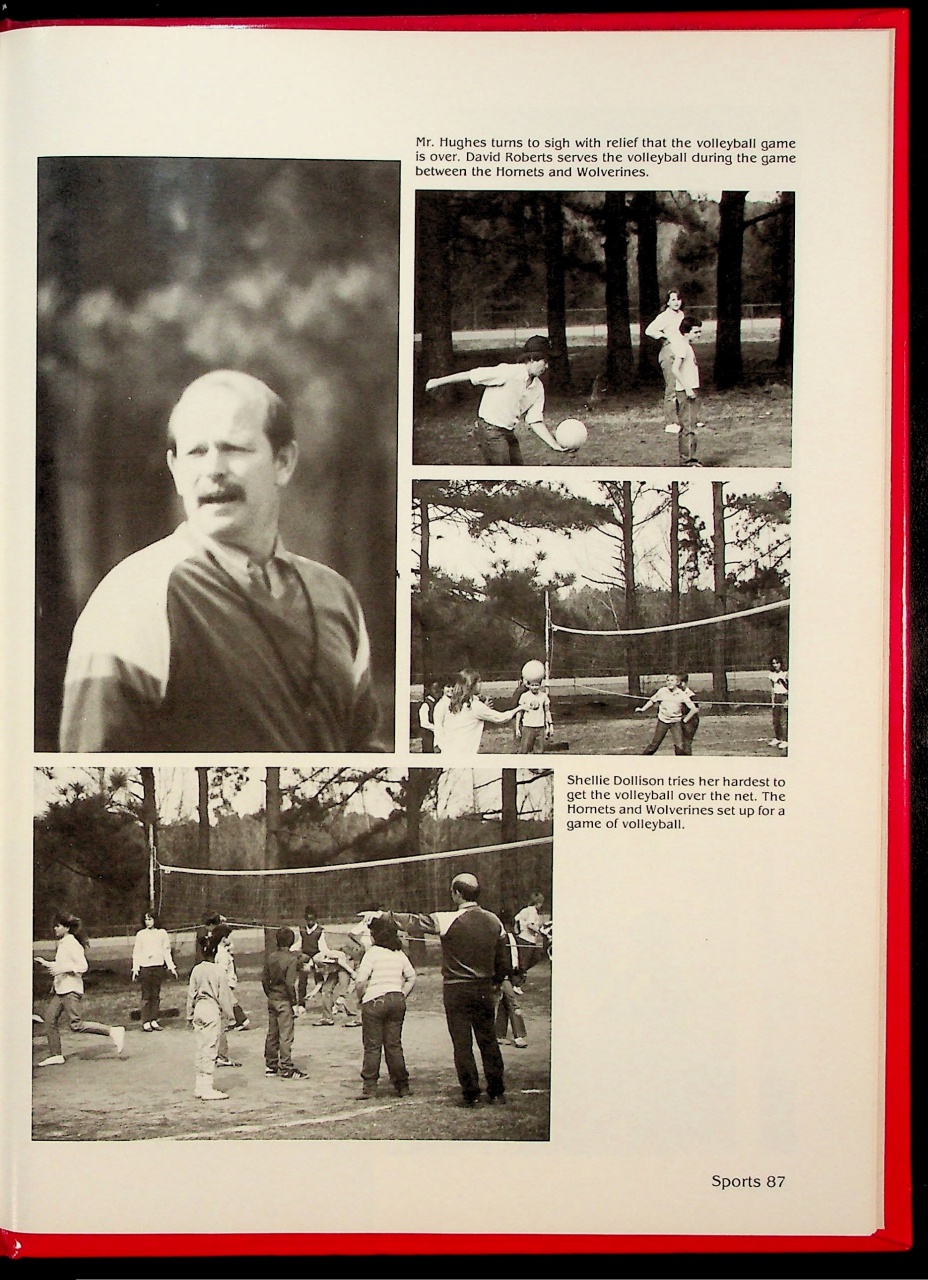 Mr. Hughes turns to sigh with relief that the volleyball game
is over. David Roberts serves the volleyball during the game
between the Hornets and Wolverines.
Shellie Dollison tries her hardest to
get the volleyball over the net. The
Hornets and Wolverines set up for a
game of volleyball.
Sports 87